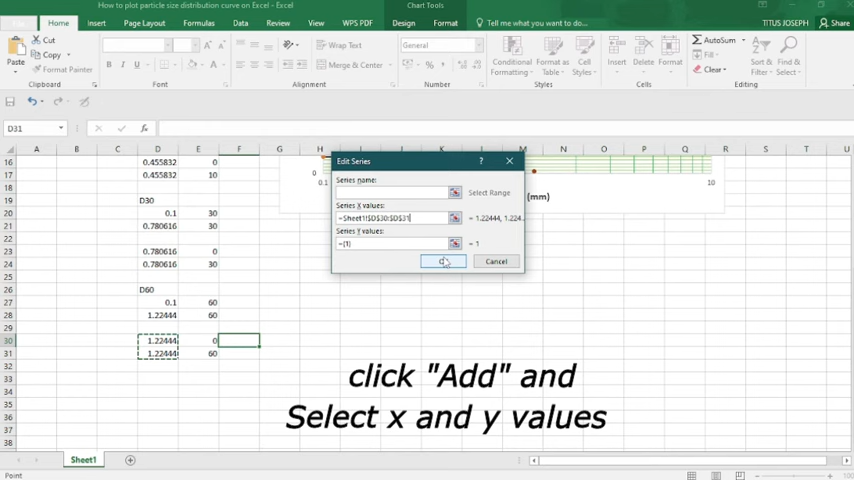 How to plot particle size distribution curve on Excel - Excel
Chart Tools
TITUS JOSEPH
Home Insert Page Layout Formulas Data Review View WPS PDF Design Format Tell me what you want to do... Share
Paste
Cut
Copy
Format Painter
B I U
Wrap Text
Merge & Center
General
Conditional Formatting
Format as Table
Cell Styles
Insert Delete Format
AutoSum
Fill
Clear
Sort & Filter
Find & Select
Clipboard Font Alignment Number Styles Cells Editing
D31
A B C D E F G H I J K L M N O P Q R S T U
16 0.455832 0
17 0.455832 10
18
19 D30
20 0.1 30
21 0.780616 30
22
23 0.780616 0
24 0.780616 30
25
26 D60
27 0.1 60
28 1.22444 60
29
30 1.22444 0
31 1.22444 60
32
33
34
35
36
37
38
0
0.1
(mm)
10
Edit Series ?
Series name:
Select Range
Series X values:
=Sheet1!$D$30:$D$31 = 1.22444, 1.224...
Series Y values:
={1} = 1
Cancel
click "Add" and
Select x and y values
Sheet1
Point
100